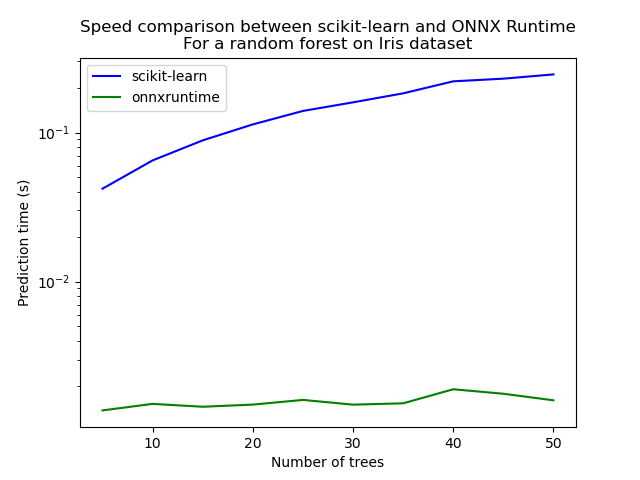 Speed comparison between scikit-learn and ONNX Runtime
For a random forest on Iris dataset
scikit-learn
onnxruntime
10⁻¹
10⁻²
Prediction time (s)
10 20 30 40 50
Number of trees